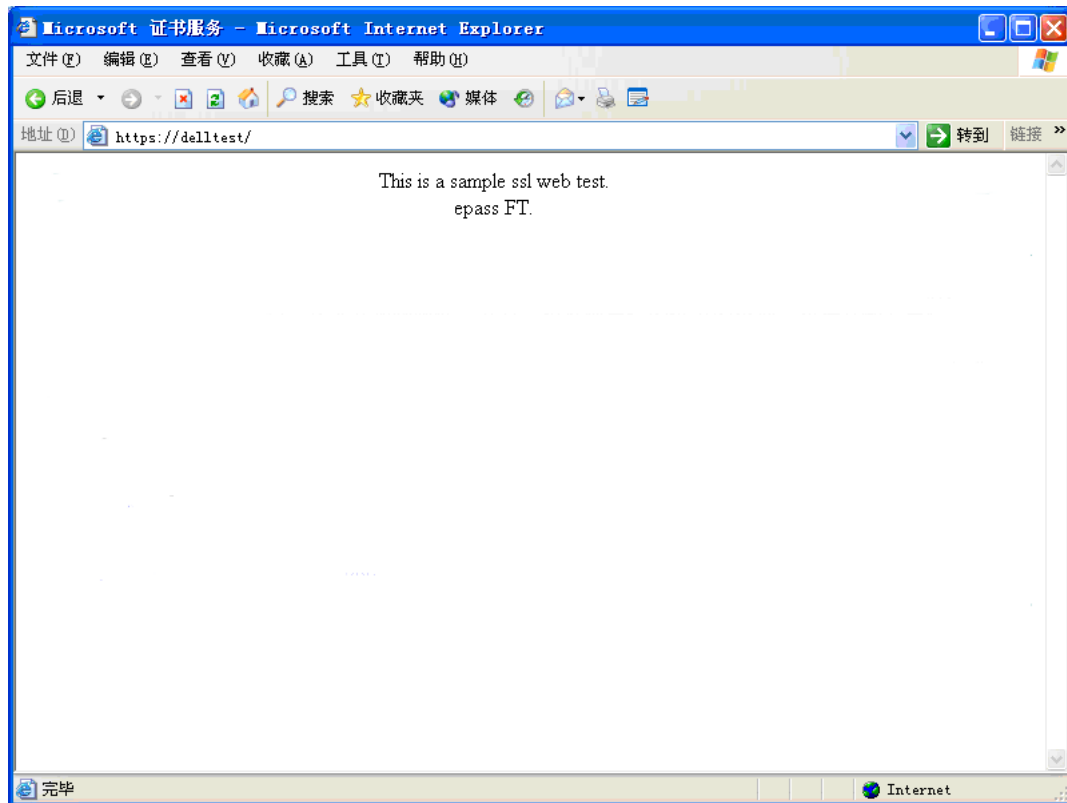 Microsoft 证书服务 - Microsoft Internet Explorer
文件(F) 编辑(E) 查看(V) 收藏(A) 工具(T) 帮助(H)
后退 搜索 收藏夹 媒体
地址(D) https://delltest/ 转到 链接 »
This is a sample ssl web test.
epass FT.
完毕 Internet